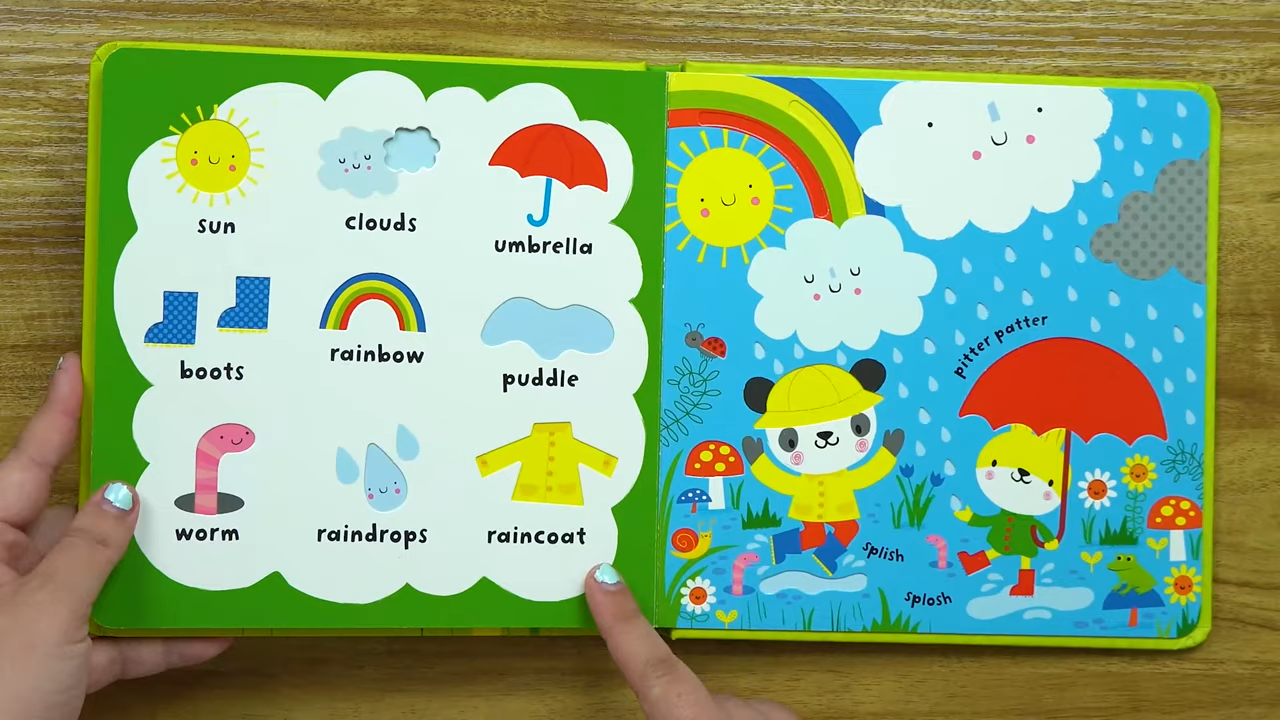 sun
clouds
umbrella
boots
rainbow
puddle
worm
raindrops
raincoat
pitter patter
splish
splosh